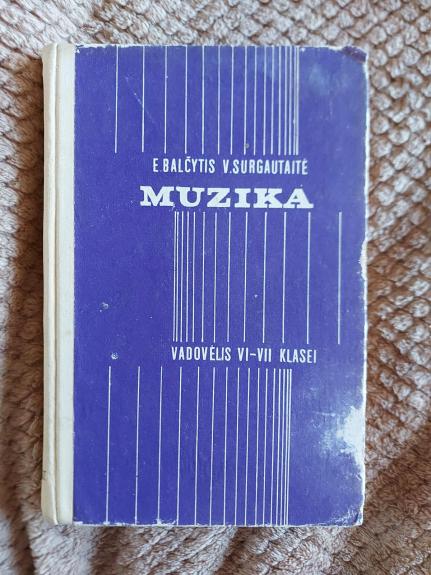 E.BALČYTIS V.SURGAUTAITĖ
MUZIKA
VADOVĖLIS VI-VII KLASEI